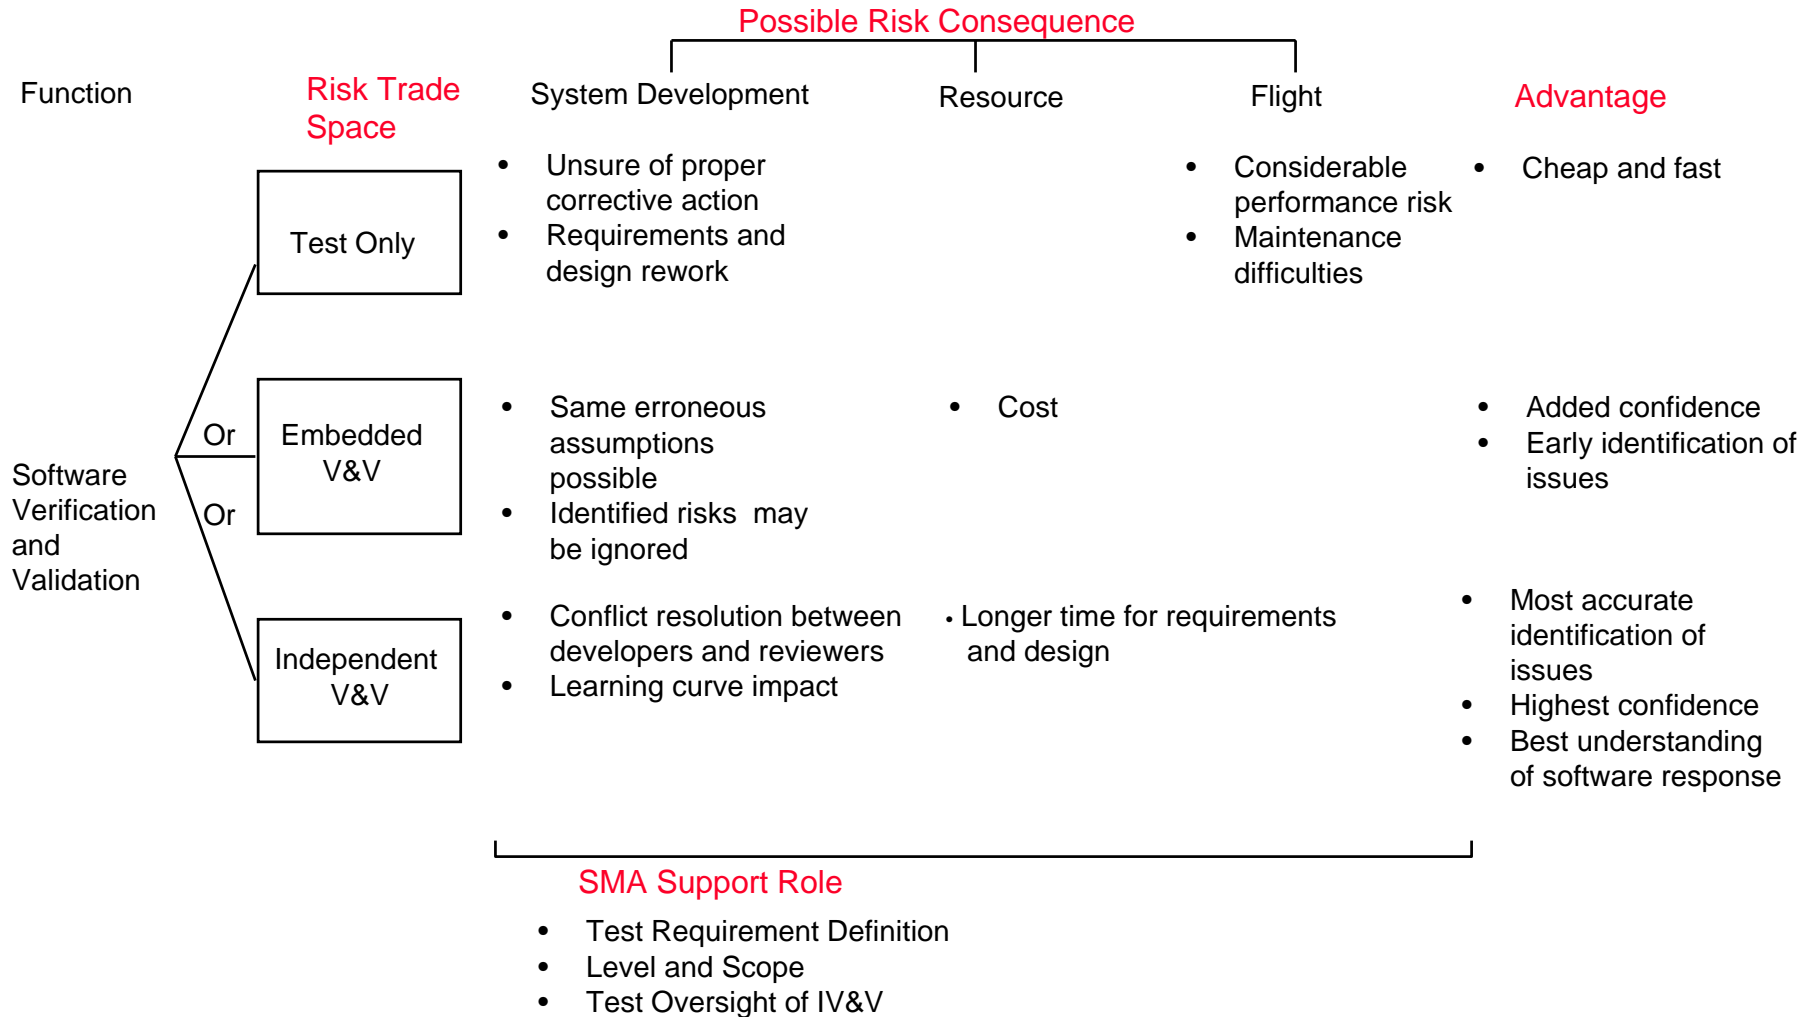 Possible Risk Consequence
Function
Risk Trade
Space
System Development
Resource
Flight
Advantage
Software
Verification
and
Validation
Or
Or
Test Only
• Unsure of proper
corrective action
• Requirements and
design rework
• Considerable
performance risk
• Maintenance
difficulties
• Cheap and fast
Embedded
V&V
• Same erroneous
assumptions
possible
• Identified risks may
be ignored
• Cost
• Added confidence
• Early identification of
issues
Independent
V&V
• Conflict resolution between
developers and reviewers
• Learning curve impact
• Longer time for requirements
and design
• Most accurate
identification of
issues
• Highest confidence
• Best understanding
of software response
SMA Support Role
• Test Requirement Definition
• Level and Scope
• Test Oversight of IV&V